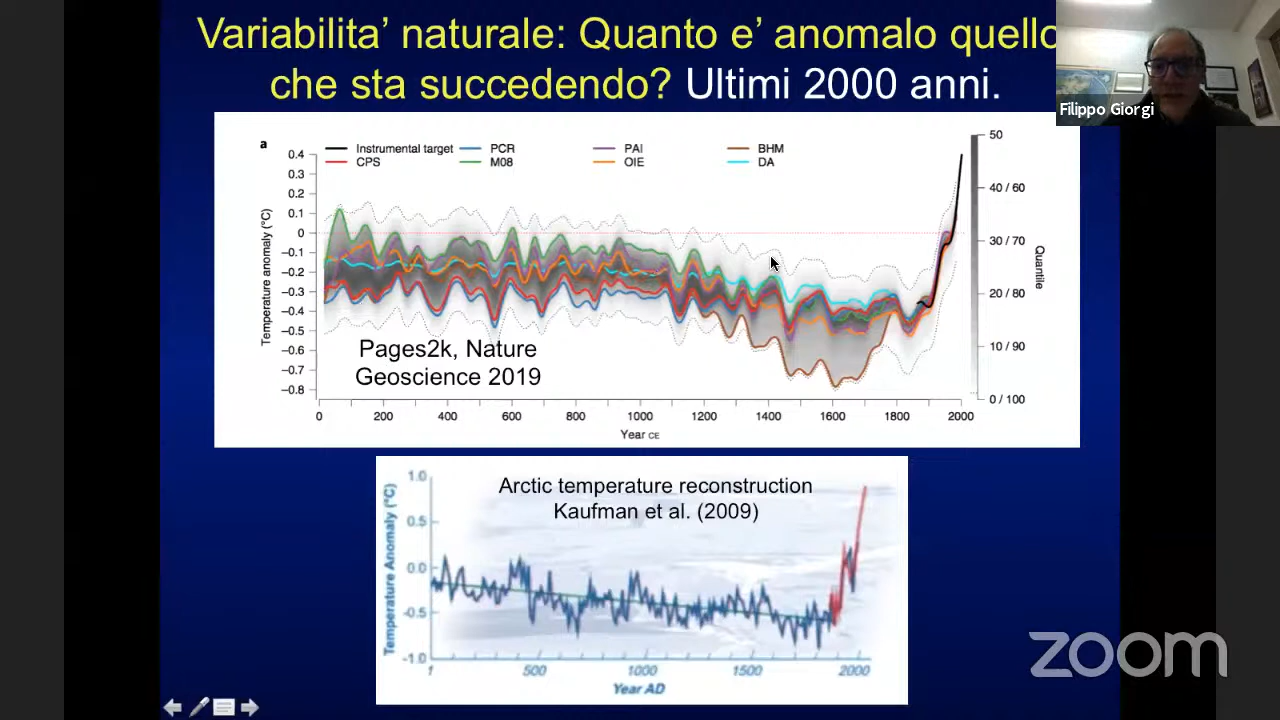 Variabilita' naturale: Quanto e' anomalo quello
che sta succedendo? Ultimi 2000 anni.
Filippo Giorgi
a
Instrumental target PCR PAI BHM
CPS M08 OIE DA
0.4
0.3
0.2
0.1
0
–0.1
–0.2
–0.3
–0.4
–0.5
–0.6
–0.7
–0.8
Temperature anomaly (°C)
0 200 400 600 800 1000 1200 1400 1600 1800 2000
Year CE
50
40 / 60
30 / 70
20 / 80
10 / 90
0 / 100
Quantile
Pages2k, Nature
Geoscience 2019
Arctic temperature reconstruction
Kaufman et al. (2009)
1.0
0.5
0.0
-0.5
-1.0
Temperature Anomaly (°C)
1 500 1000 1500 2000
Year AD
zoom